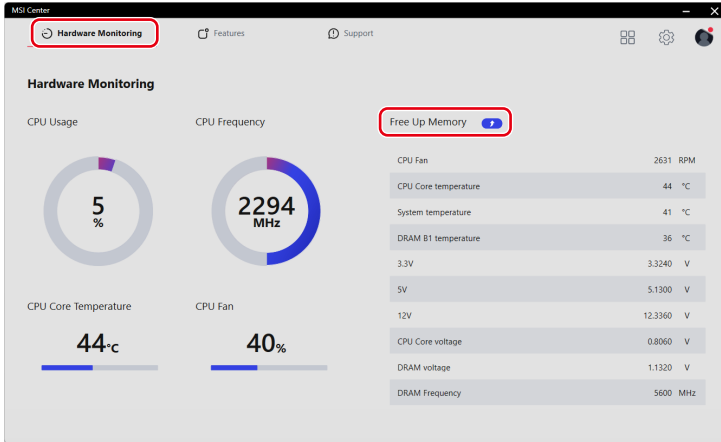 MSI Center
Hardware Monitoring
Features
Support
Hardware Monitoring
CPU Usage
CPU Frequency
Free Up Memory
5
%
2294
MHz
CPU Fan 2631 RPM
CPU Core temperature 44 °C
System temperature 41 °C
DRAM B1 temperature 36 °C
3.3V 3.3240 V
5V 5.1300 V
12V 12.3360 V
CPU Core voltage 0.8060 V
DRAM voltage 1.1320 V
DRAM Frequency 5600 MHz
CPU Core Temperature
CPU Fan
44°C
40%